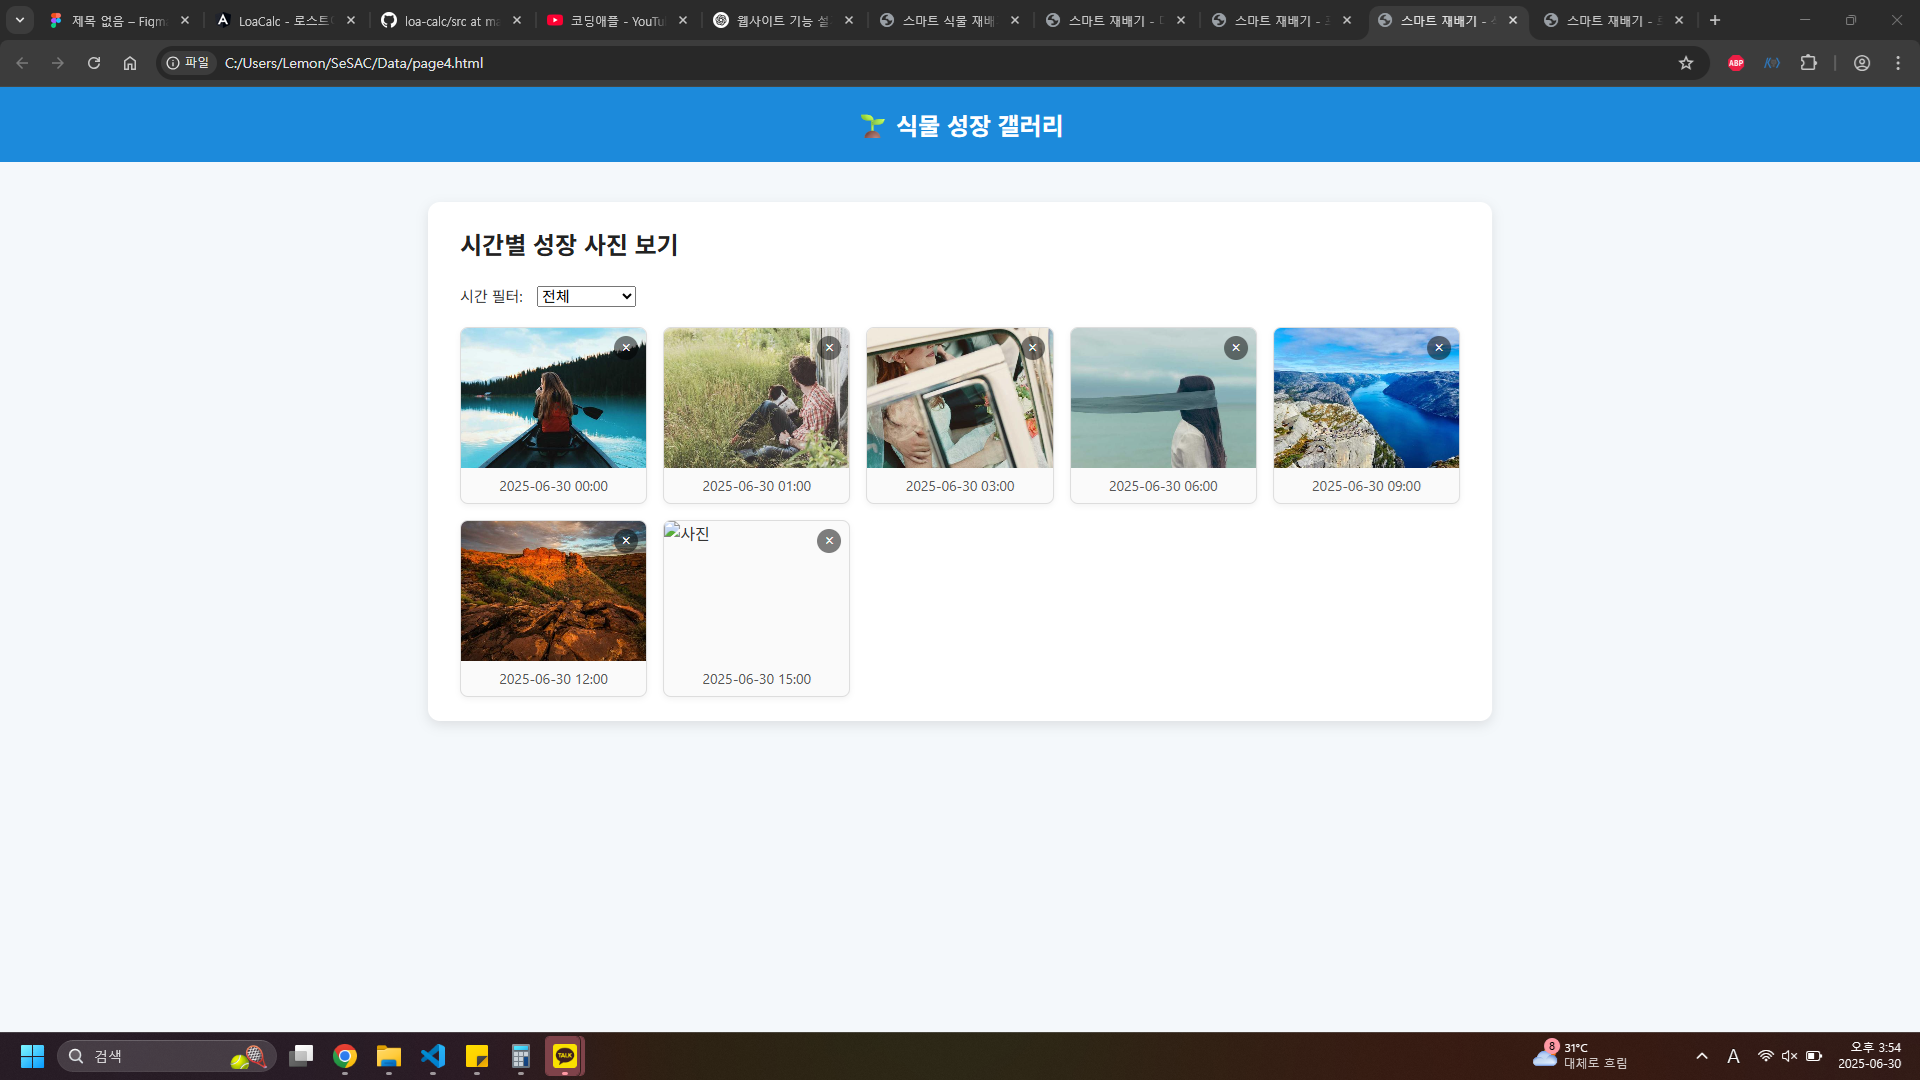 제목 없음 – Figma
LoaCalc - 로스트
loa-calc/src at ma
코딩애플 - YouTu
웹사이트 기능 설
스마트 식물 재배
스마트 재배기 -
스마트 재배기 -
스마트 재배기 -
스마트 재배기 -
파일
C:/Users/Lemon/SeSAC/Data/page4.html
ABP
식물 성장 갤러리
시간별 성장 사진 보기
시간 필터: 전체
2025-06-30 00:00
2025-06-30 01:00
2025-06-30 03:00
2025-06-30 06:00
2025-06-30 09:00
사진
2025-06-30 12:00
2025-06-30 15:00
검색
TALK
8
31°C
대체로 흐림
A
오후 3:54
2025-06-30